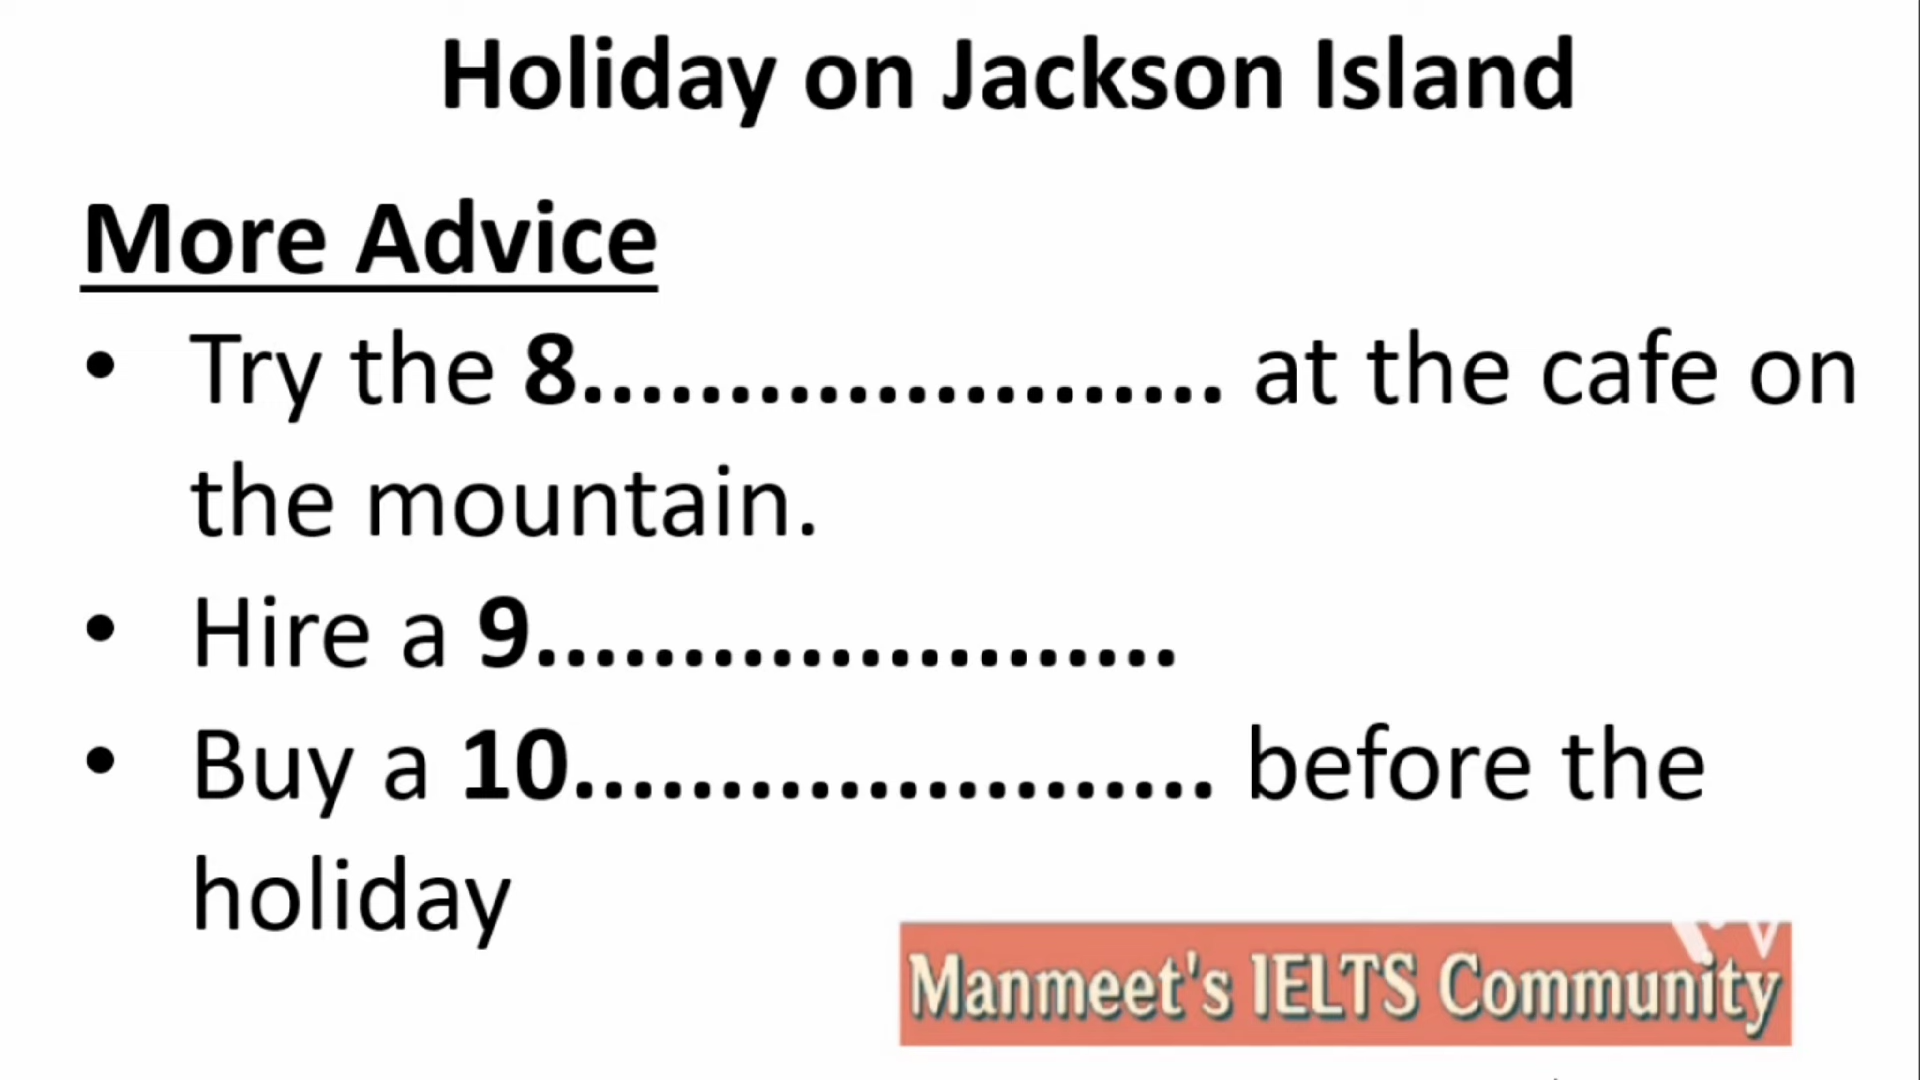 Holiday on Jackson Island
More Advice
• Try the 8...................... at the cafe on
the mountain.
• Hire a 9......................
• Buy a 10...................... before the
holiday
Manmeet's IELTS Community